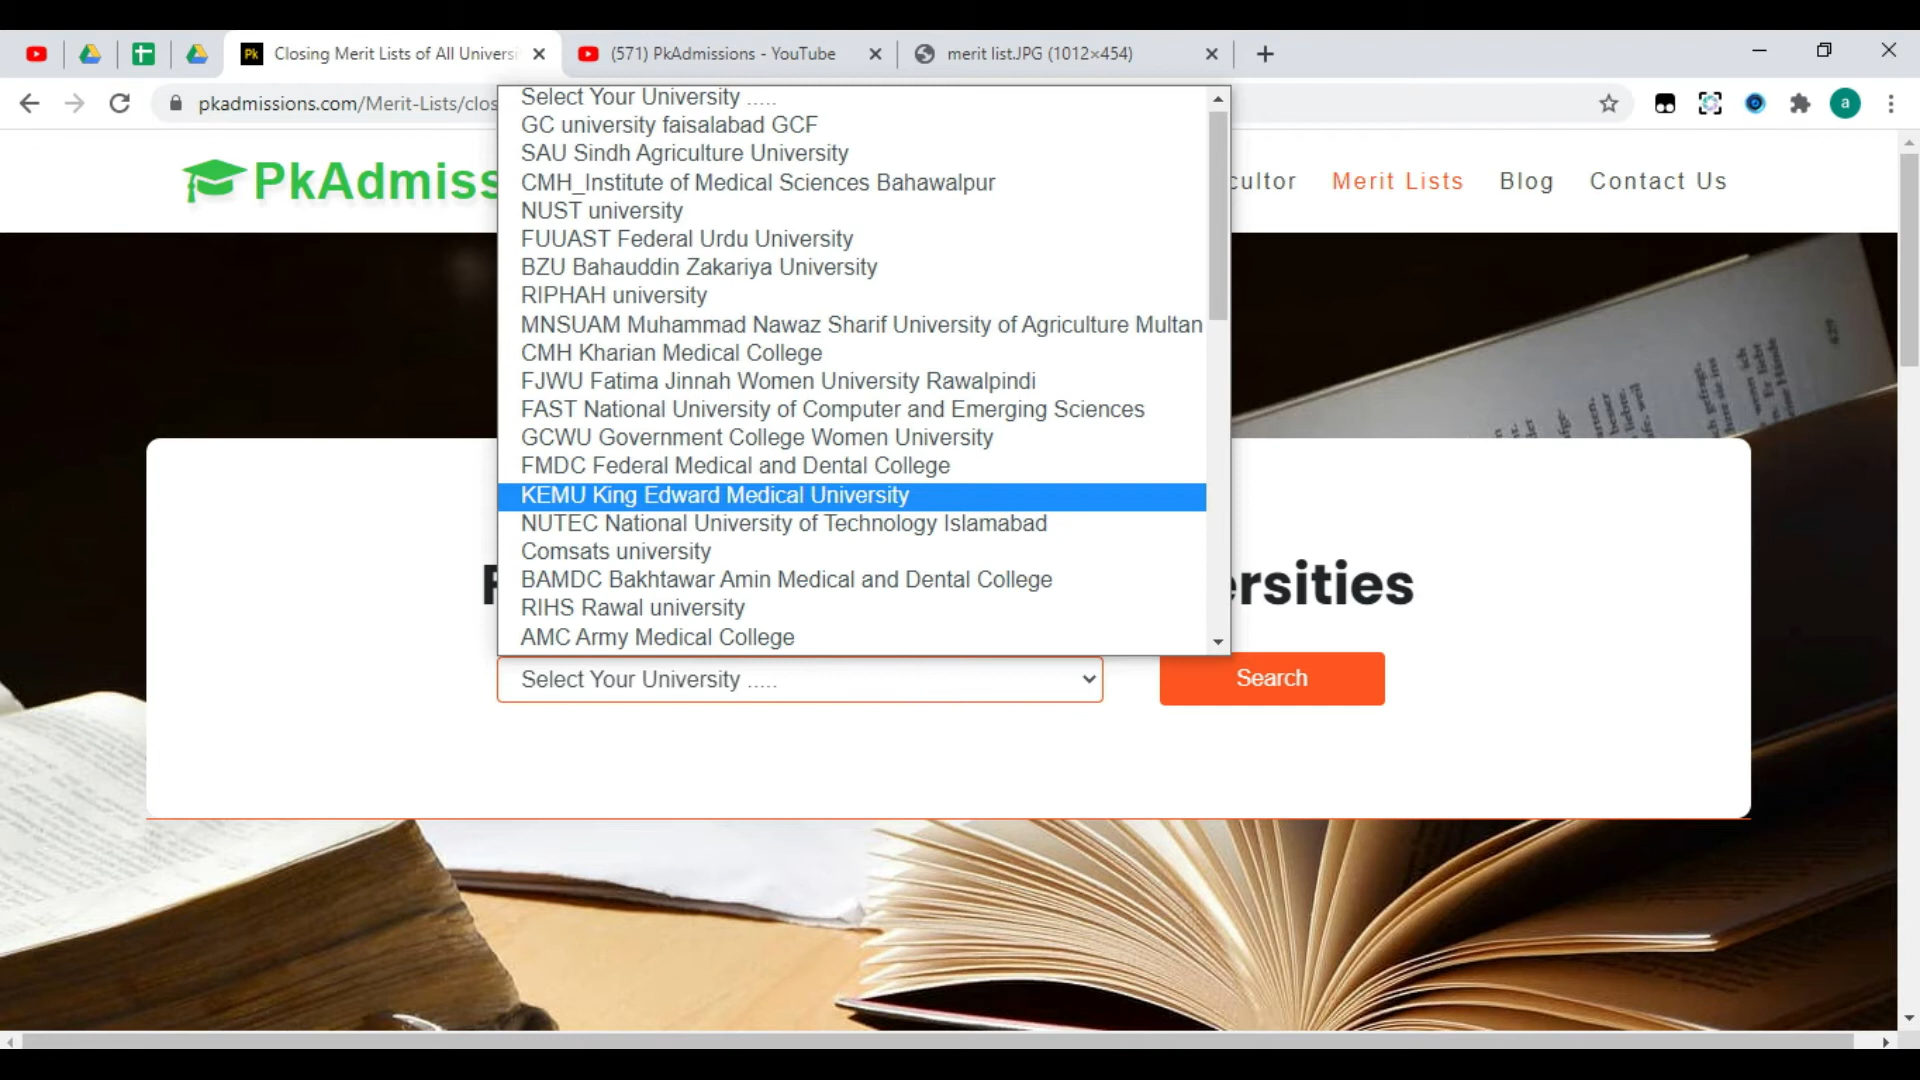 Pk Closing Merit Lists of All Univers
(571) PkAdmissions - YouTube
merit list.JPG (1012×454)
pkadmissions.com/Merit-Lists/clos
a
PkAdmiss
cultor
Merit Lists
Blog
Contact Us
Select Your University .....
GC university faisalabad GCF
SAU Sindh Agriculture University
CMH_Institute of Medical Sciences Bahawalpur
NUST university
FUUAST Federal Urdu University
BZU Bahauddin Zakariya University
RIPHAH university
MNSUAM Muhammad Nawaz Sharif University of Agriculture Multan
CMH Kharian Medical College
FJWU Fatima Jinnah Women University Rawalpindi
FAST National University of Computer and Emerging Sciences
GCWU Government College Women University
FMDC Federal Medical and Dental College
KEMU King Edward Medical University
NUTEC National University of Technology Islamabad
Comsats university
BAMDC Bakhtawar Amin Medical and Dental College
RIHS Rawal university
AMC Army Medical College
ersities
Select Your University .....
Search